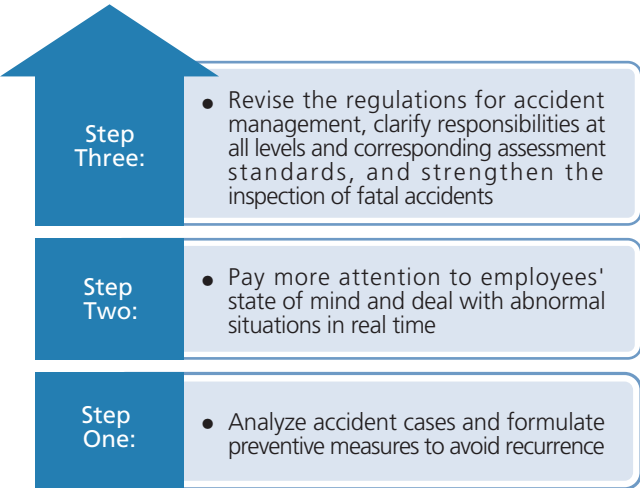 Step
Three:
● Revise the regulations for accident
management, clarify responsibilities at
all levels and corresponding assessment
standards, and strengthen the
inspection of fatal accidents
Step
Two:
● Pay more attention to employees'
state of mind and deal with abnormal
situations in real time
Step
One:
● Analyze accident cases and formulate
preventive measures to avoid recurrence